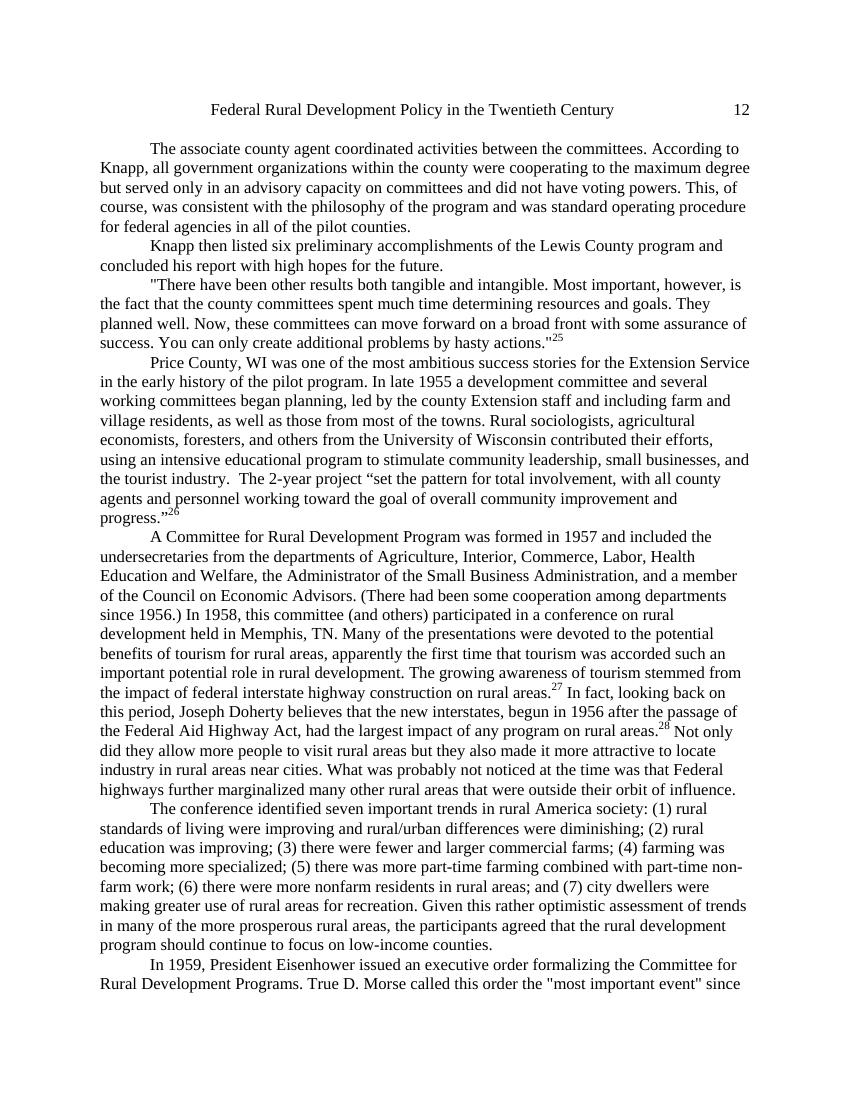 Federal Rural Development Policy in the Twentieth Century 12
The associate county agent coordinated activities between the committees. According to
Knapp, all government organizations within the county were cooperating to the maximum degree
but served only in an advisory capacity on committees and did not have voting powers. This, of
course, was consistent with the philosophy of the program and was standard operating procedure
for federal agencies in all of the pilot counties.
Knapp then listed six preliminary accomplishments of the Lewis County program and
concluded his report with high hopes for the future.
"There have been other results both tangible and intangible. Most important, however, is
the fact that the county committees spent much time determining resources and goals. They
planned well. Now, these committees can move forward on a broad front with some assurance of
success. You can only create additional problems by hasty actions."25
Price County, WI was one of the most ambitious success stories for the Extension Service
in the early history of the pilot program. In late 1955 a development committee and several
working committees began planning, led by the county Extension staff and including farm and
village residents, as well as those from most of the towns. Rural sociologists, agricultural
economists, foresters, and others from the University of Wisconsin contributed their efforts,
using an intensive educational program to stimulate community leadership, small businesses, and
the tourist industry.  The 2-year project “set the pattern for total involvement, with all county
agents and personnel working toward the goal of overall community improvement and
progress.”26
A Committee for Rural Development Program was formed in 1957 and included the
undersecretaries from the departments of Agriculture, Interior, Commerce, Labor, Health
Education and Welfare, the Administrator of the Small Business Administration, and a member
of the Council on Economic Advisors. (There had been some cooperation among departments
since 1956.) In 1958, this committee (and others) participated in a conference on rural
development held in Memphis, TN. Many of the presentations were devoted to the potential
benefits of tourism for rural areas, apparently the first time that tourism was accorded such an
important potential role in rural development. The growing awareness of tourism stemmed from
the impact of federal interstate highway construction on rural areas.27 In fact, looking back on
this period, Joseph Doherty believes that the new interstates, begun in 1956 after the passage of
the Federal Aid Highway Act, had the largest impact of any program on rural areas.28 Not only
did they allow more people to visit rural areas but they also made it more attractive to locate
industry in rural areas near cities. What was probably not noticed at the time was that Federal
highways further marginalized many other rural areas that were outside their orbit of influence.
The conference identified seven important trends in rural America society: (1) rural
standards of living were improving and rural/urban differences were diminishing; (2) rural
education was improving; (3) there were fewer and larger commercial farms; (4) farming was
becoming more specialized; (5) there was more part-time farming combined with part-time non-
farm work; (6) there were more nonfarm residents in rural areas; and (7) city dwellers were
making greater use of rural areas for recreation. Given this rather optimistic assessment of trends
in many of the more prosperous rural areas, the participants agreed that the rural development
program should continue to focus on low-income counties.
In 1959, President Eisenhower issued an executive order formalizing the Committee for
Rural Development Programs. True D. Morse called this order the "most important event" since